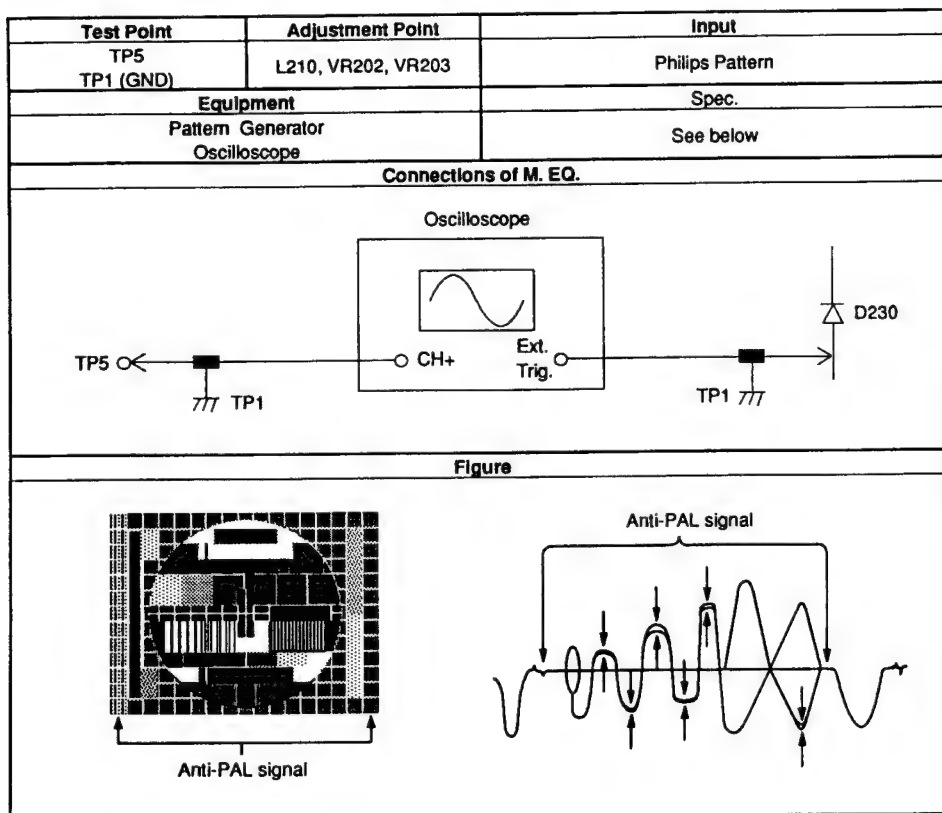 Test Point
Adjustment Point
Input
TP5
TP1 (GND)
L210, VR202, VR203
Philips Pattern
Equipment
Spec.
Pattern Generator
Oscilloscope
See below
Connections of M. EQ.
Oscilloscope
D230
TP5
CH+
Ext.
Trig.
TP1
TP1
Figure
Anti-PAL signal
Anti-PAL signal